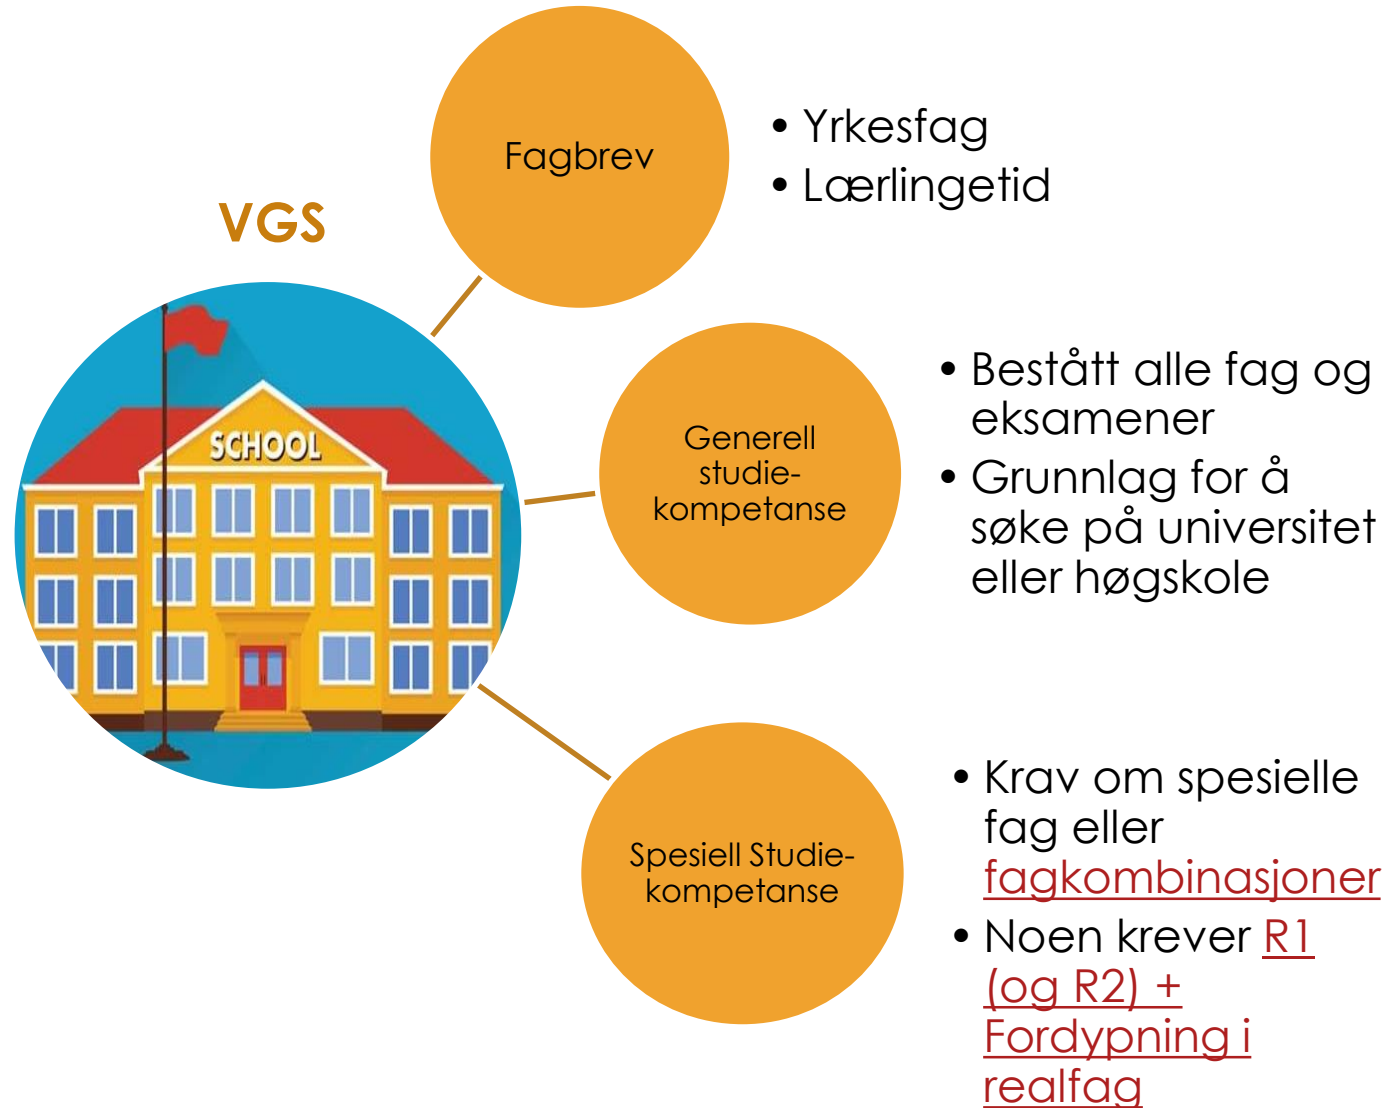 VGS
SCHOOL
Fagbrev
• Yrkesfag
• Lærlingetid
Generell
studie-
kompetanse
• Bestått alle fag og
eksamener
• Grunnlag for å
søke på universitet
eller høgskole
Spesiell Studie-
kompetanse
• Krav om spesielle
fag eller
fagkombinasjoner
• Noen krever R1
(og R2) +
Fordypning i
realfag